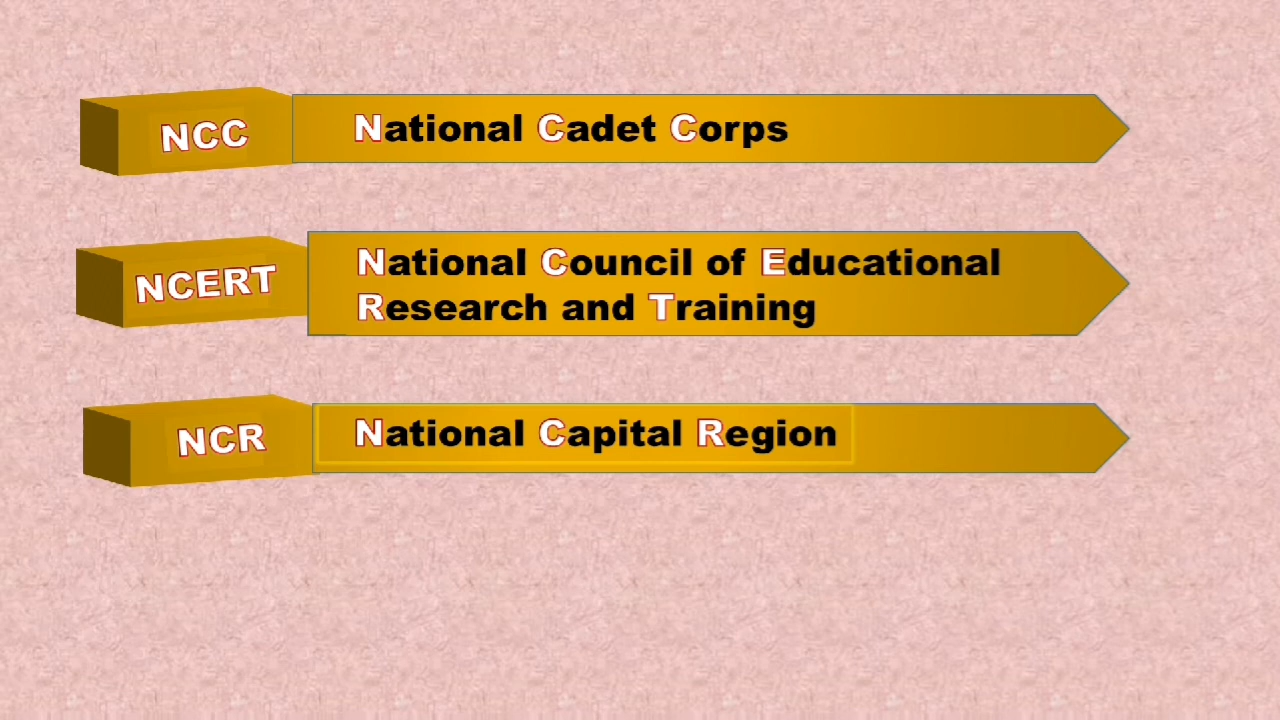 NCC
National Cadet Corps
NCERT
National Council of Educational
Research and Training
NCR
National Capital Region